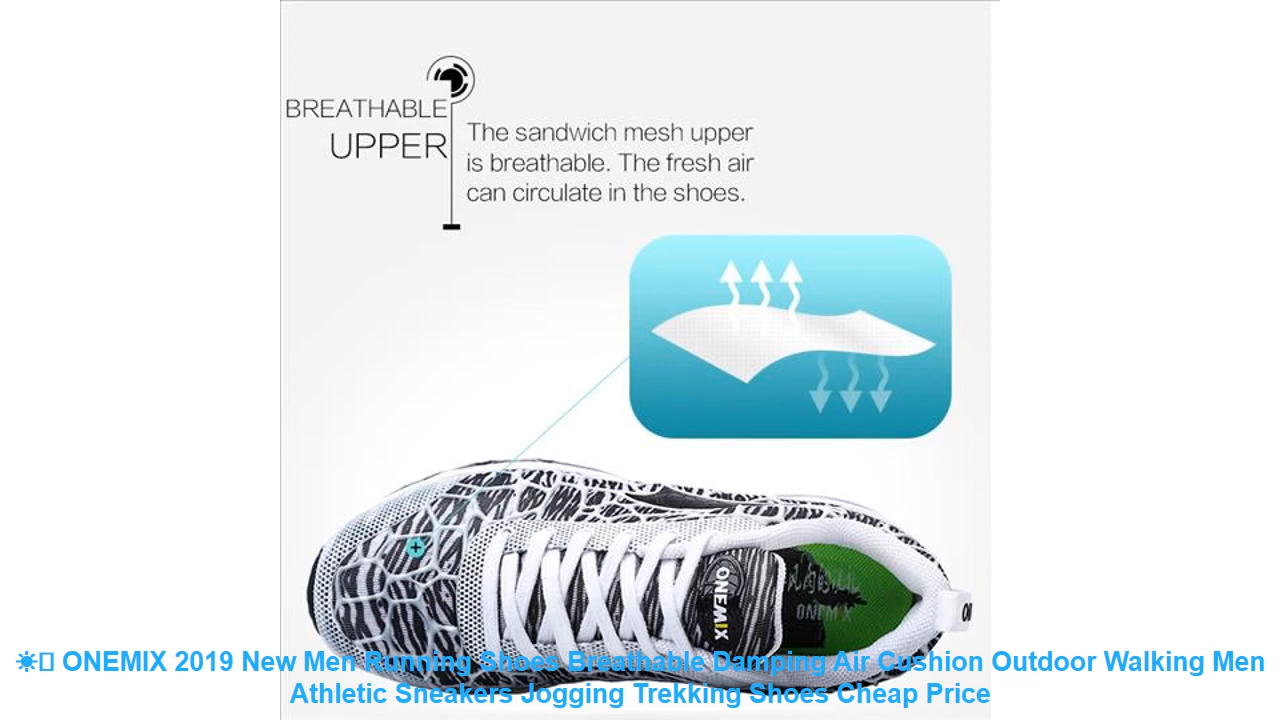 BREATHABLE
UPPER
The sandwich mesh upper
is breathable. The fresh air
can circulate in the shoes.
ONEMIX
ONEM X
☀ ONEMIX 2019 New Men Running Shoes Breathable Damping Air Cushion Outdoor Walking Men
Athletic Sneakers Jogging Trekking Shoes Cheap Price